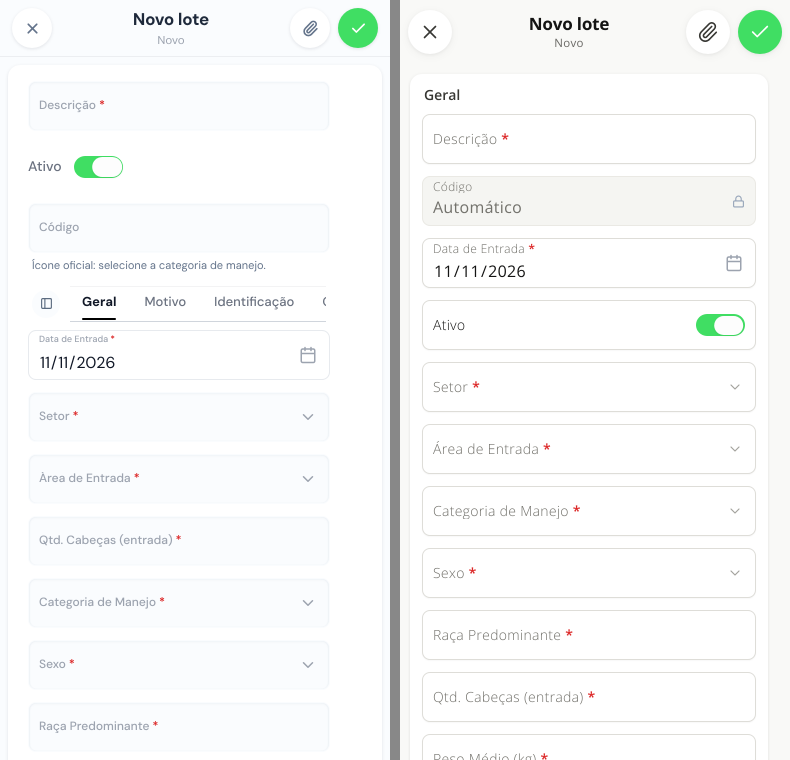 Novo lote
Novo
Descrição *
Ativo
Código
Ícone oficial: selecione a categoria de manejo.
Geral Motivo Identificação
Data de Entrada *
11/11/2026
Setor *
Área de Entrada *
Qtd. Cabeças (entrada) *
Categoria de Manejo *
Sexo *
Raça Predominante *
Novo lote
Novo
Geral
Descrição *
Código
Automático
Data de Entrada *
11/11/2026
Ativo
Setor *
Área de Entrada *
Categoria de Manejo *
Sexo *
Raça Predominante *
Qtd. Cabeças (entrada) *
Peso Médio (kg) *